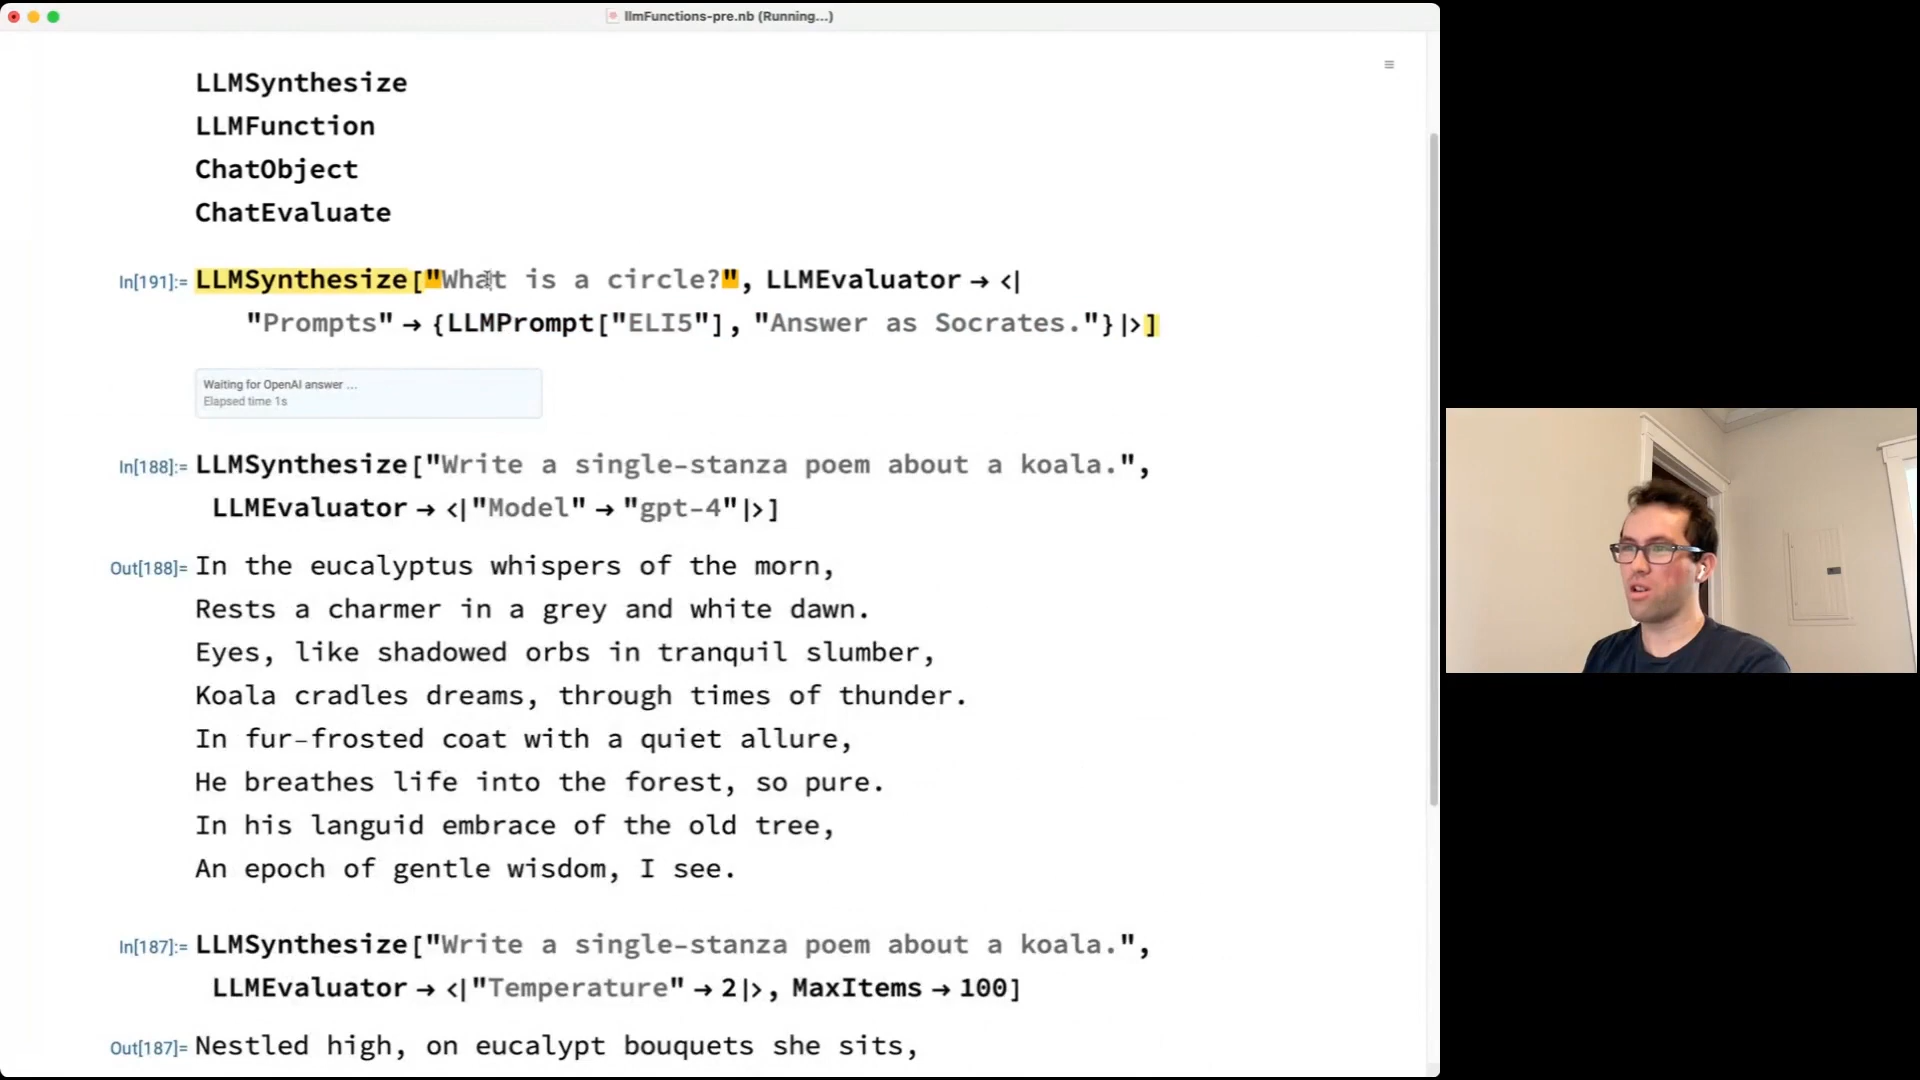 llmFunctions-pre.nb (Running...)
LLMSynthesize
LLMFunction
ChatObject
ChatEvaluate
In[191]:= LLMSynthesize["What is a circle?", LLMEvaluator → <|
"Prompts" → {LLMPrompt["ELI5"], "Answer as Socrates."}|>]
Waiting for OpenAI answer ...
Elapsed time 1s
In[188]:= LLMSynthesize["Write a single-stanza poem about a koala.",
LLMEvaluator → <|"Model" → "gpt-4"|>]
Out[188]= In the eucalyptus whispers of the morn,
Rests a charmer in a grey and white dawn.
Eyes, like shadowed orbs in tranquil slumber,
Koala cradles dreams, through times of thunder.
In fur-frosted coat with a quiet allure,
He breathes life into the forest, so pure.
In his languid embrace of the old tree,
An epoch of gentle wisdom, I see.
In[187]:= LLMSynthesize["Write a single-stanza poem about a koala.",
LLMEvaluator → <|"Temperature" → 2|>, MaxItems → 100]
Out[187]= Nestled high, on eucalypt bouquets she sits,